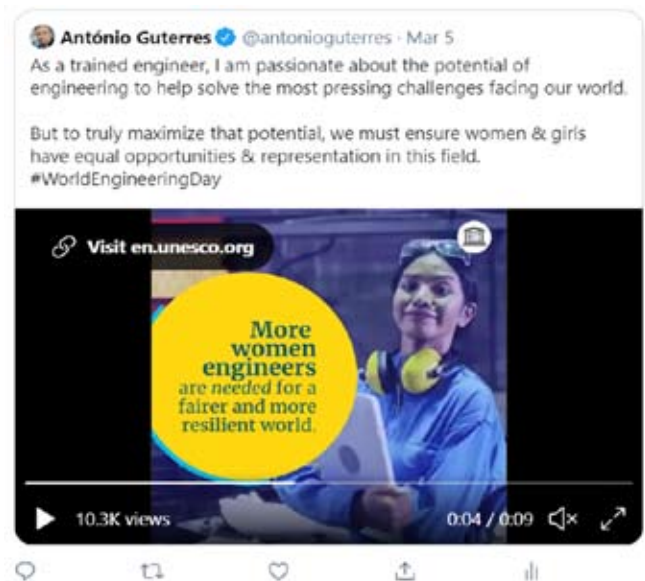 António Guterres @antonioguterres · Mar 5
As a trained engineer, I am passionate about the potential of
engineering to help solve the most pressing challenges facing our world.
But to truly maximize that potential, we must ensure women & girls
have equal opportunities & representation in this field.
#WorldEngineeringDay
Visit en.unesco.org
More
women
engineers
are needed for a
fairer and more
resilient world.
10.3K views
0:04 / 0:09